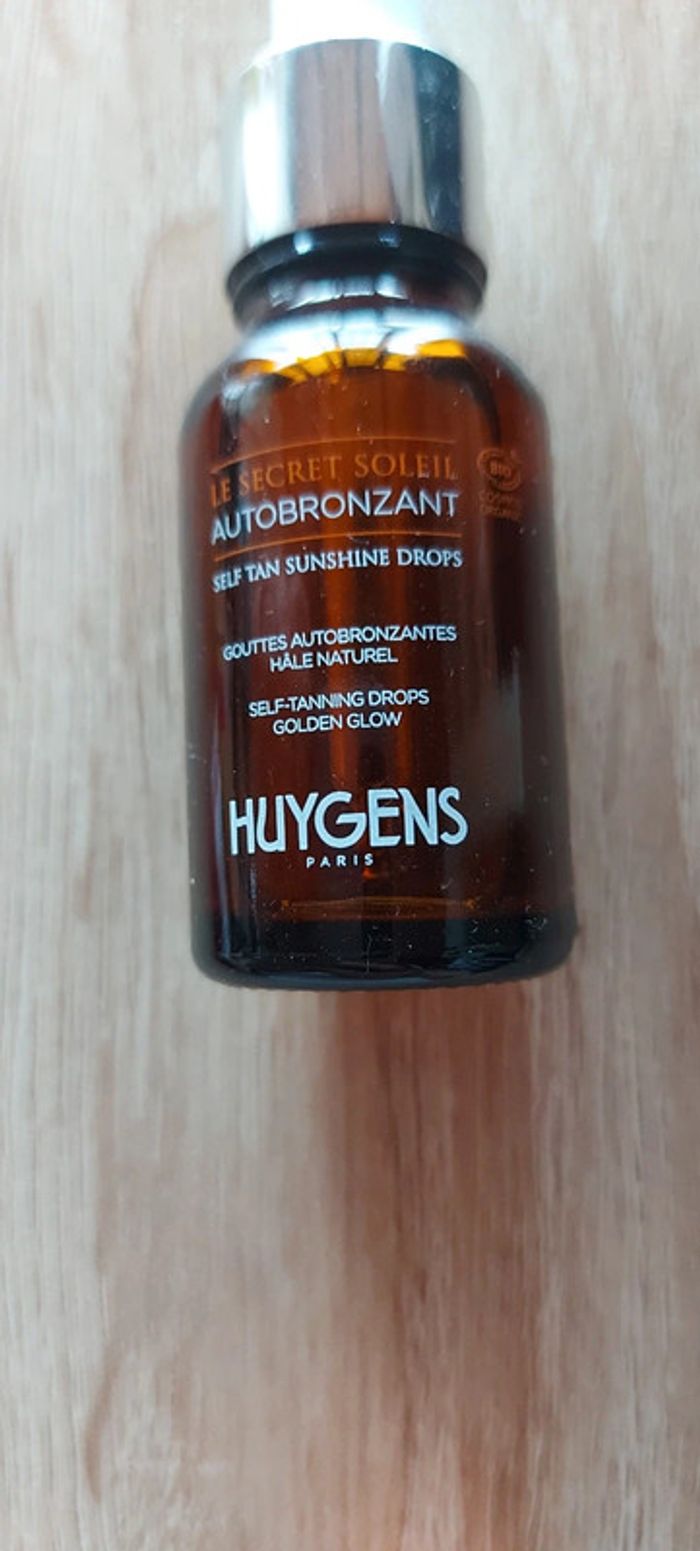 LE SECRET SOLEIL
AUTOBRONZANT
SELF TAN SUNSHINE DROPS
BIO
GOUTTES AUTOBRONZANTES
HÂLE NATUREL
SELF-TANNING DROPS
GOLDEN GLOW
HUYGENS
PARIS